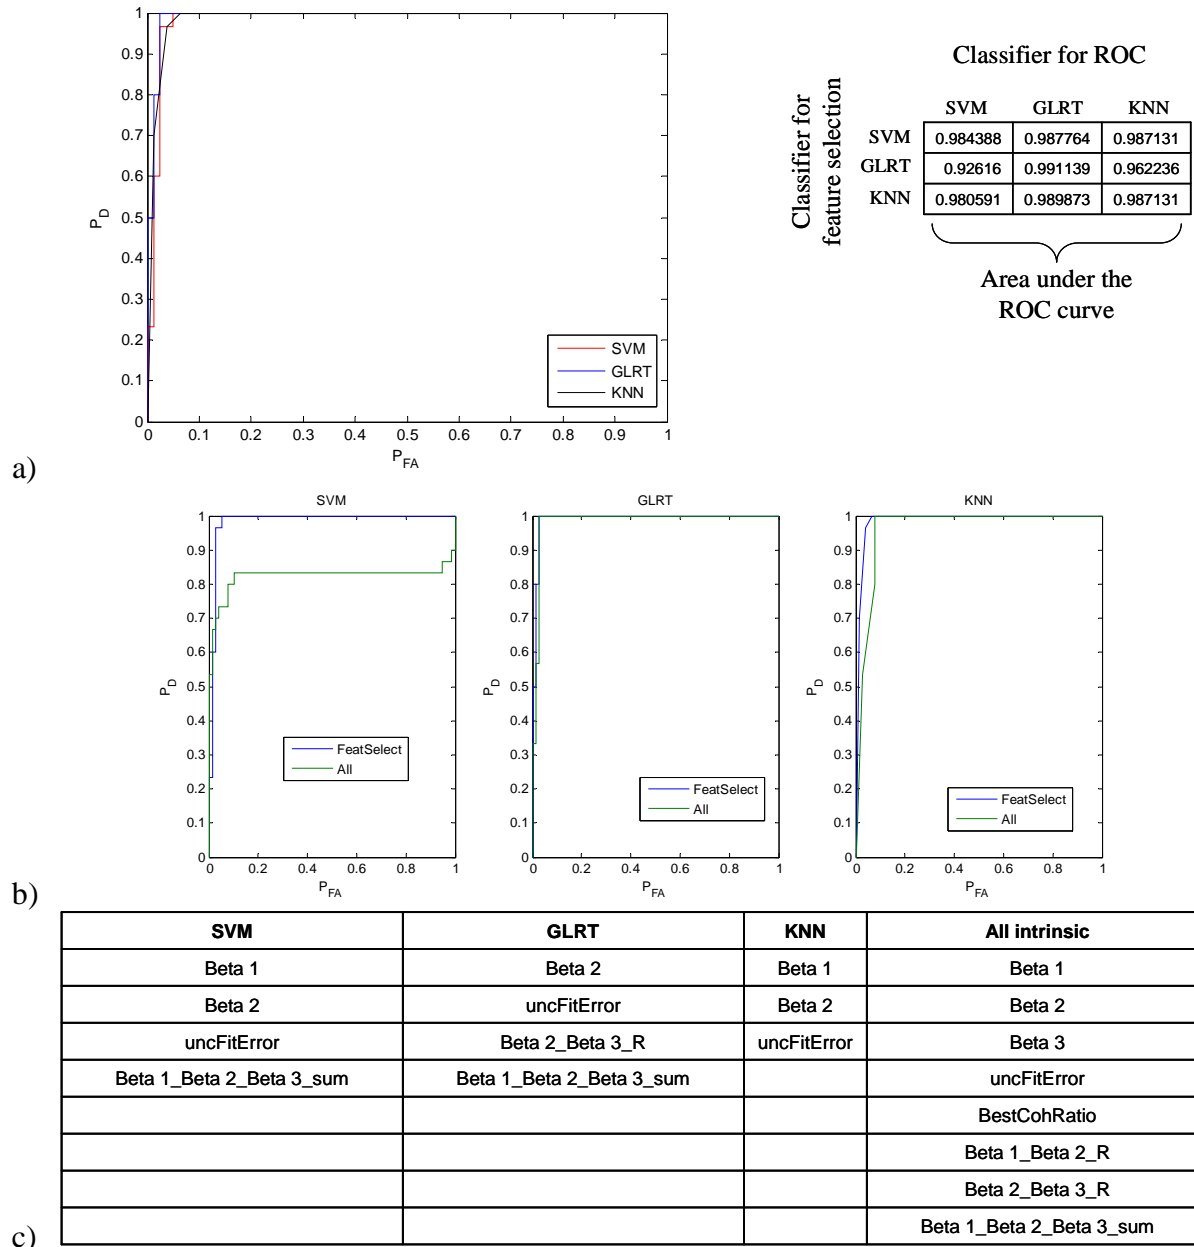 1
0.9
0.8
0.7
0.6
0.5
0.4
0.3
0.2
0.1
0
P_D
0 0.1 0.2 0.3 0.4 0.5 0.6 0.7 0.8 0.9 1
P_FA
SVM
GLRT
KNN
a)
Classifier for ROC
Classifier for
feature selection
SVM GLRT KNN
SVM 0.984388 0.987764 0.987131
GLRT 0.92616 0.991139 0.962236
KNN 0.980591 0.989873 0.987131
Area under the
ROC curve
SVM
1
0.9
0.8
0.7
0.6
0.5
0.4
0.3
0.2
0.1
0
P_D
FeatSelect
All
0 0.2 0.4 0.6 0.8 1
P_FA
GLRT
1
0.9
0.8
0.7
0.6
0.5
0.4
0.3
0.2
0.1
0
P_D
FeatSelect
All
0 0.2 0.4 0.6 0.8 1
P_FA
KNN
1
0.9
0.8
0.7
0.6
0.5
0.4
0.3
0.2
0.1
0
P_D
FeatSelect
All
0 0.2 0.4 0.6 0.8 1
P_FA
b)
SVM GLRT KNN All intrinsic
Beta 1 Beta 2 Beta 1 Beta 1
Beta 2 uncFitError Beta 2 Beta 2
uncFitError Beta 2_Beta 3_R uncFitError Beta 3
Beta 1_Beta 2_Beta 3_sum Beta 1_Beta 2_Beta 3_sum uncFitError
BestCohRatio
Beta 1_Beta 2_R
Beta 2_Beta 3_R
Beta 1_Beta 2_Beta 3_sum
c)